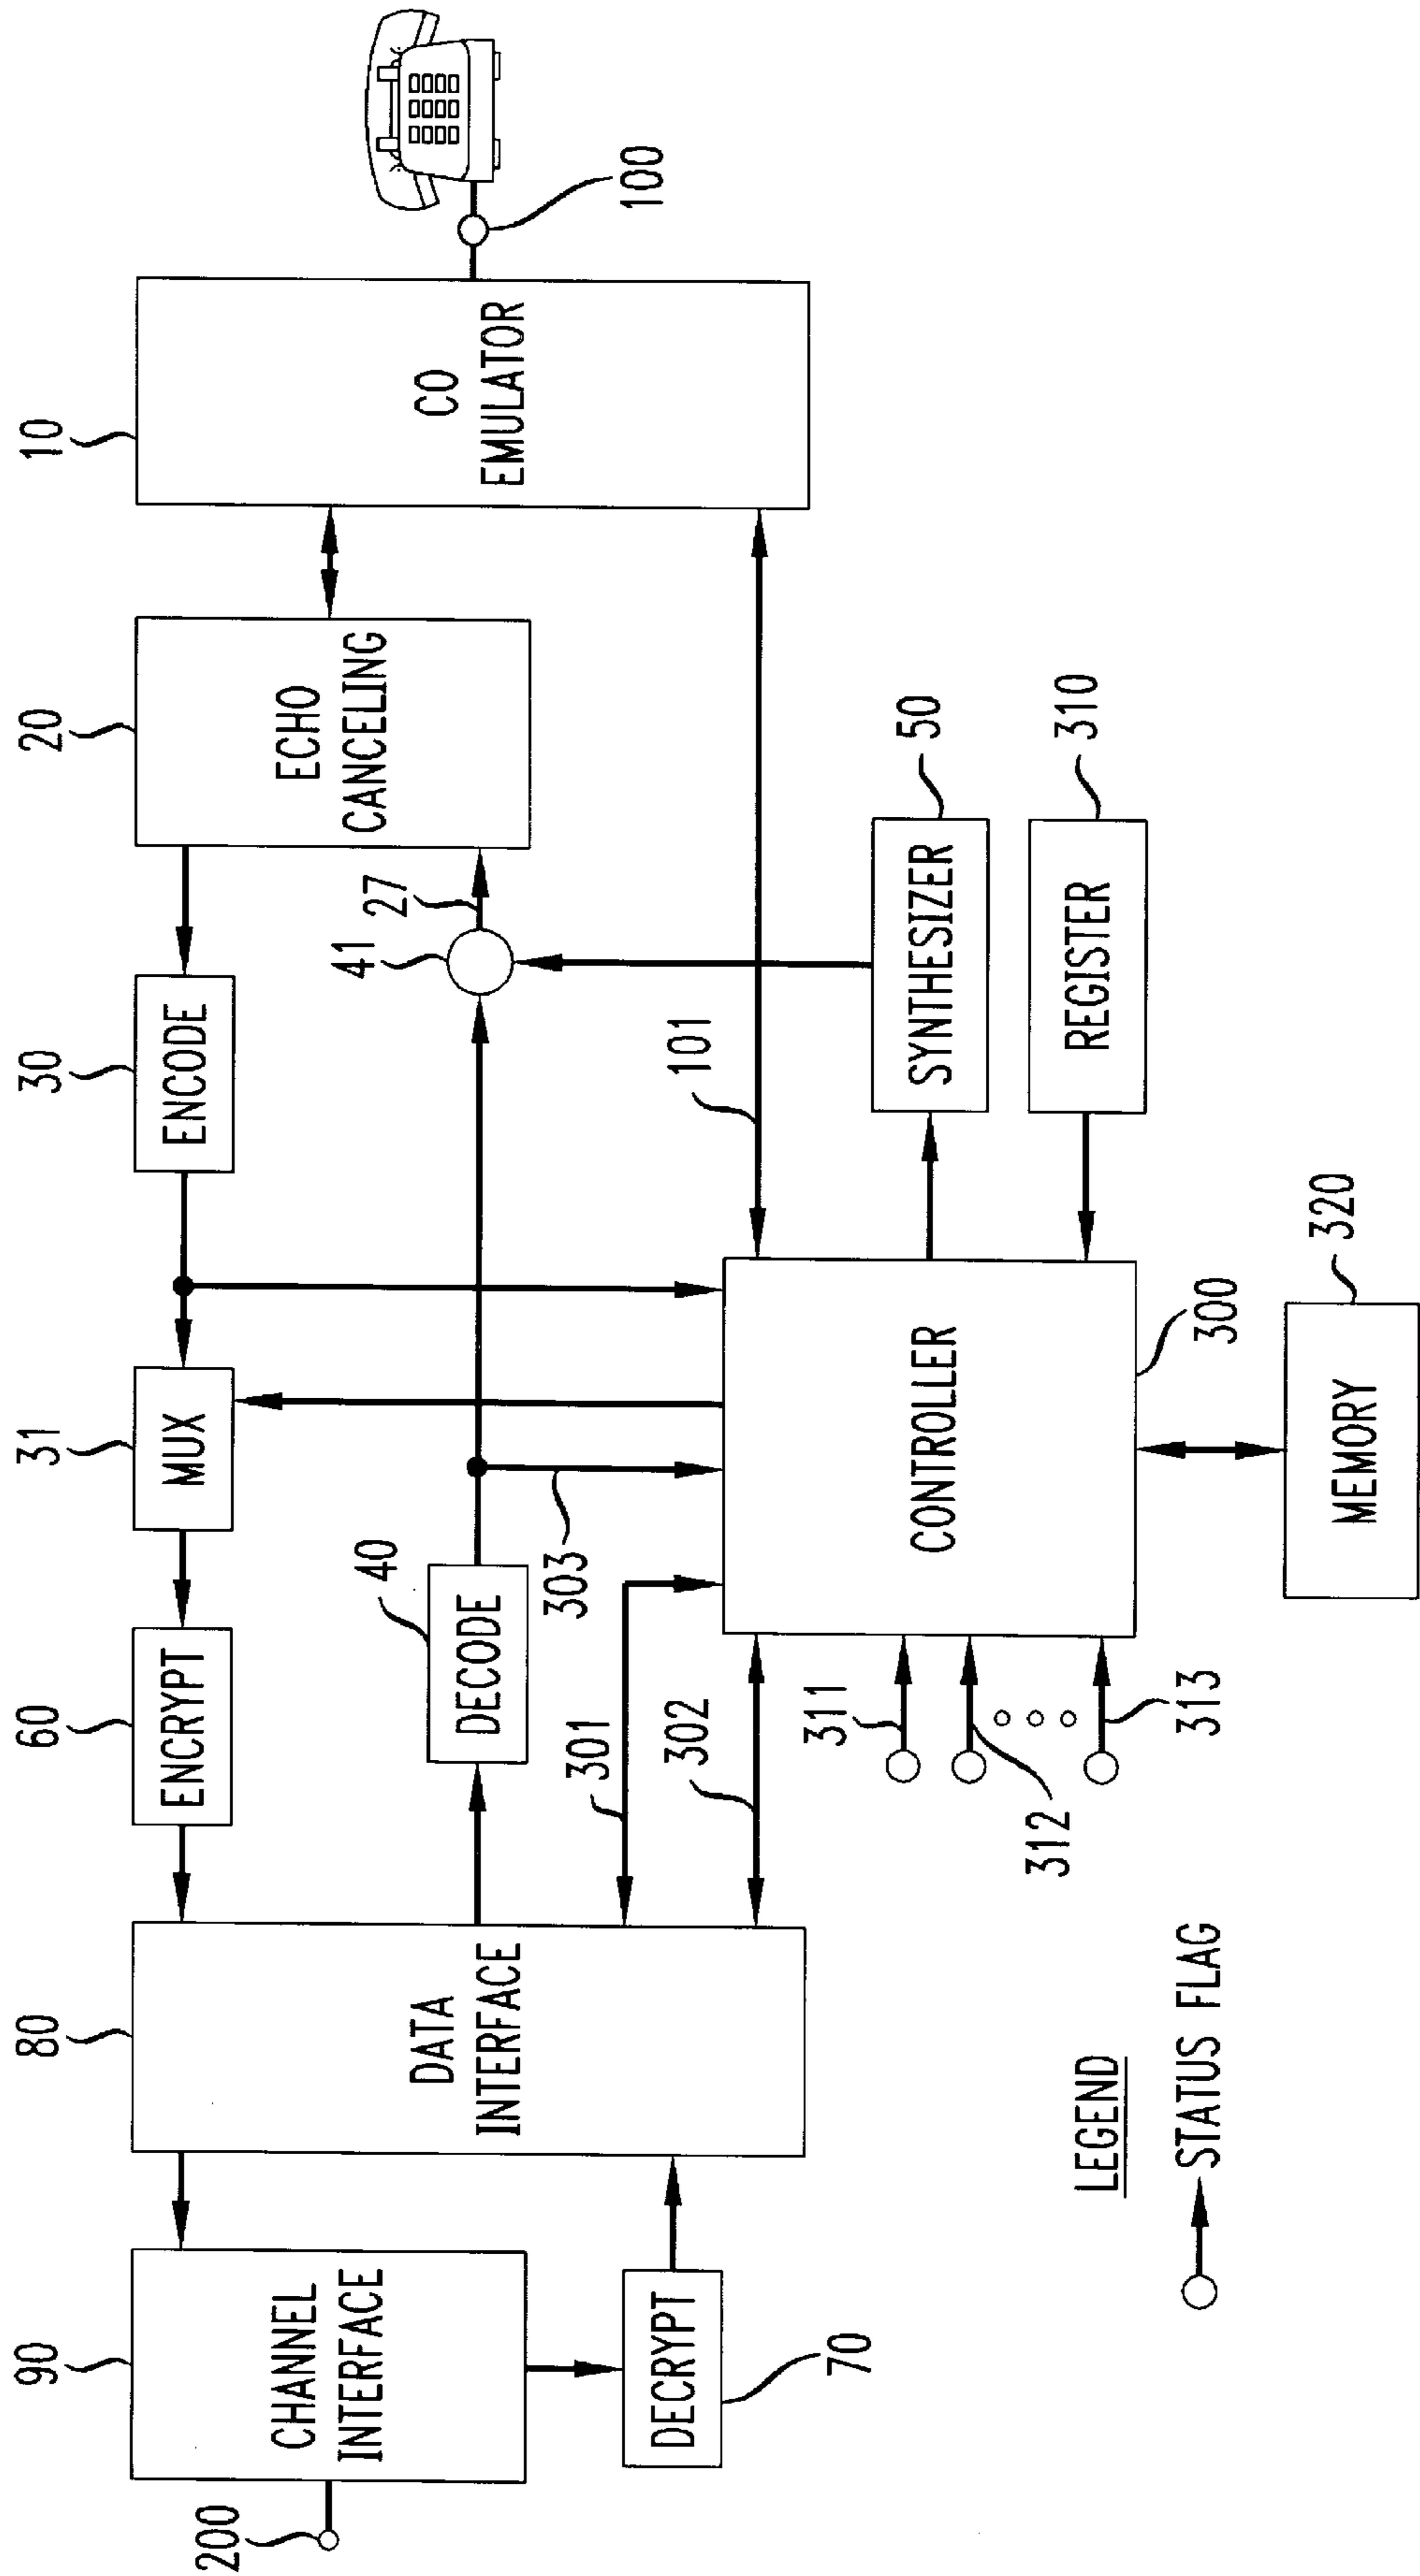 90
80
60
31
30
20
10
CHANNEL
INTERFACE
DATA
INTERFACE
ENCRYPT
MUX
ENCODE
ECHO
CANCELING
CO
EMULATOR
200
100
40
DECODE
41
27
303
DECRYPT
70
301
302
101
CONTROLLER
SYNTHESIZER
50
REGISTER
310
311
312
313
300
MEMORY
320
LEGEND
STATUS FLAG